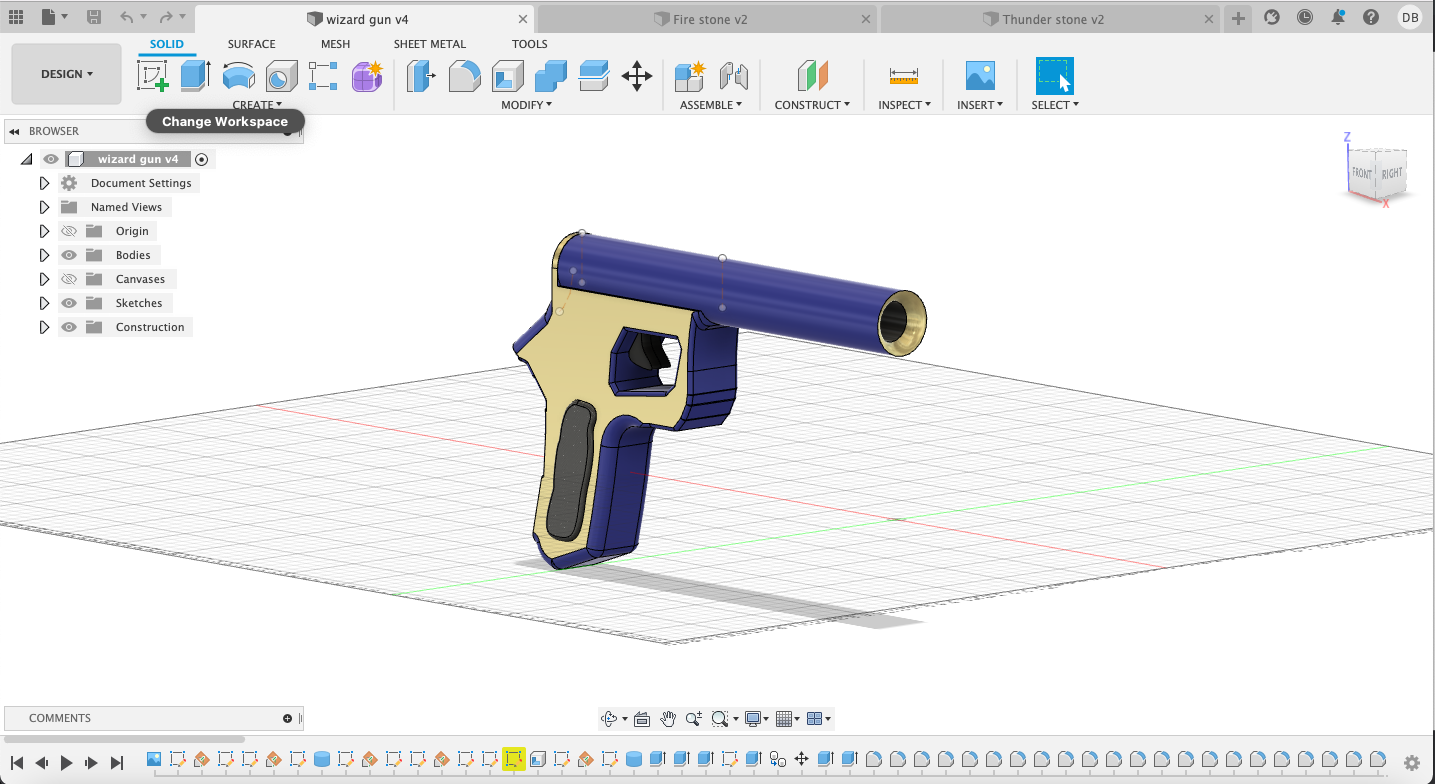 wizard gun v4
Fire stone v2
Thunder stone v2
DB
DESIGN
SOLID
SURFACE
MESH
SHEET METAL
TOOLS
CREATE
MODIFY
ASSEMBLE
CONSTRUCT
INSPECT
INSERT
SELECT
Change Workspace
BROWSER
wizard gun v4
Document Settings
Named Views
Origin
Bodies
Canvases
Sketches
Construction
Z
FRONT
RIGHT
X
COMMENTS